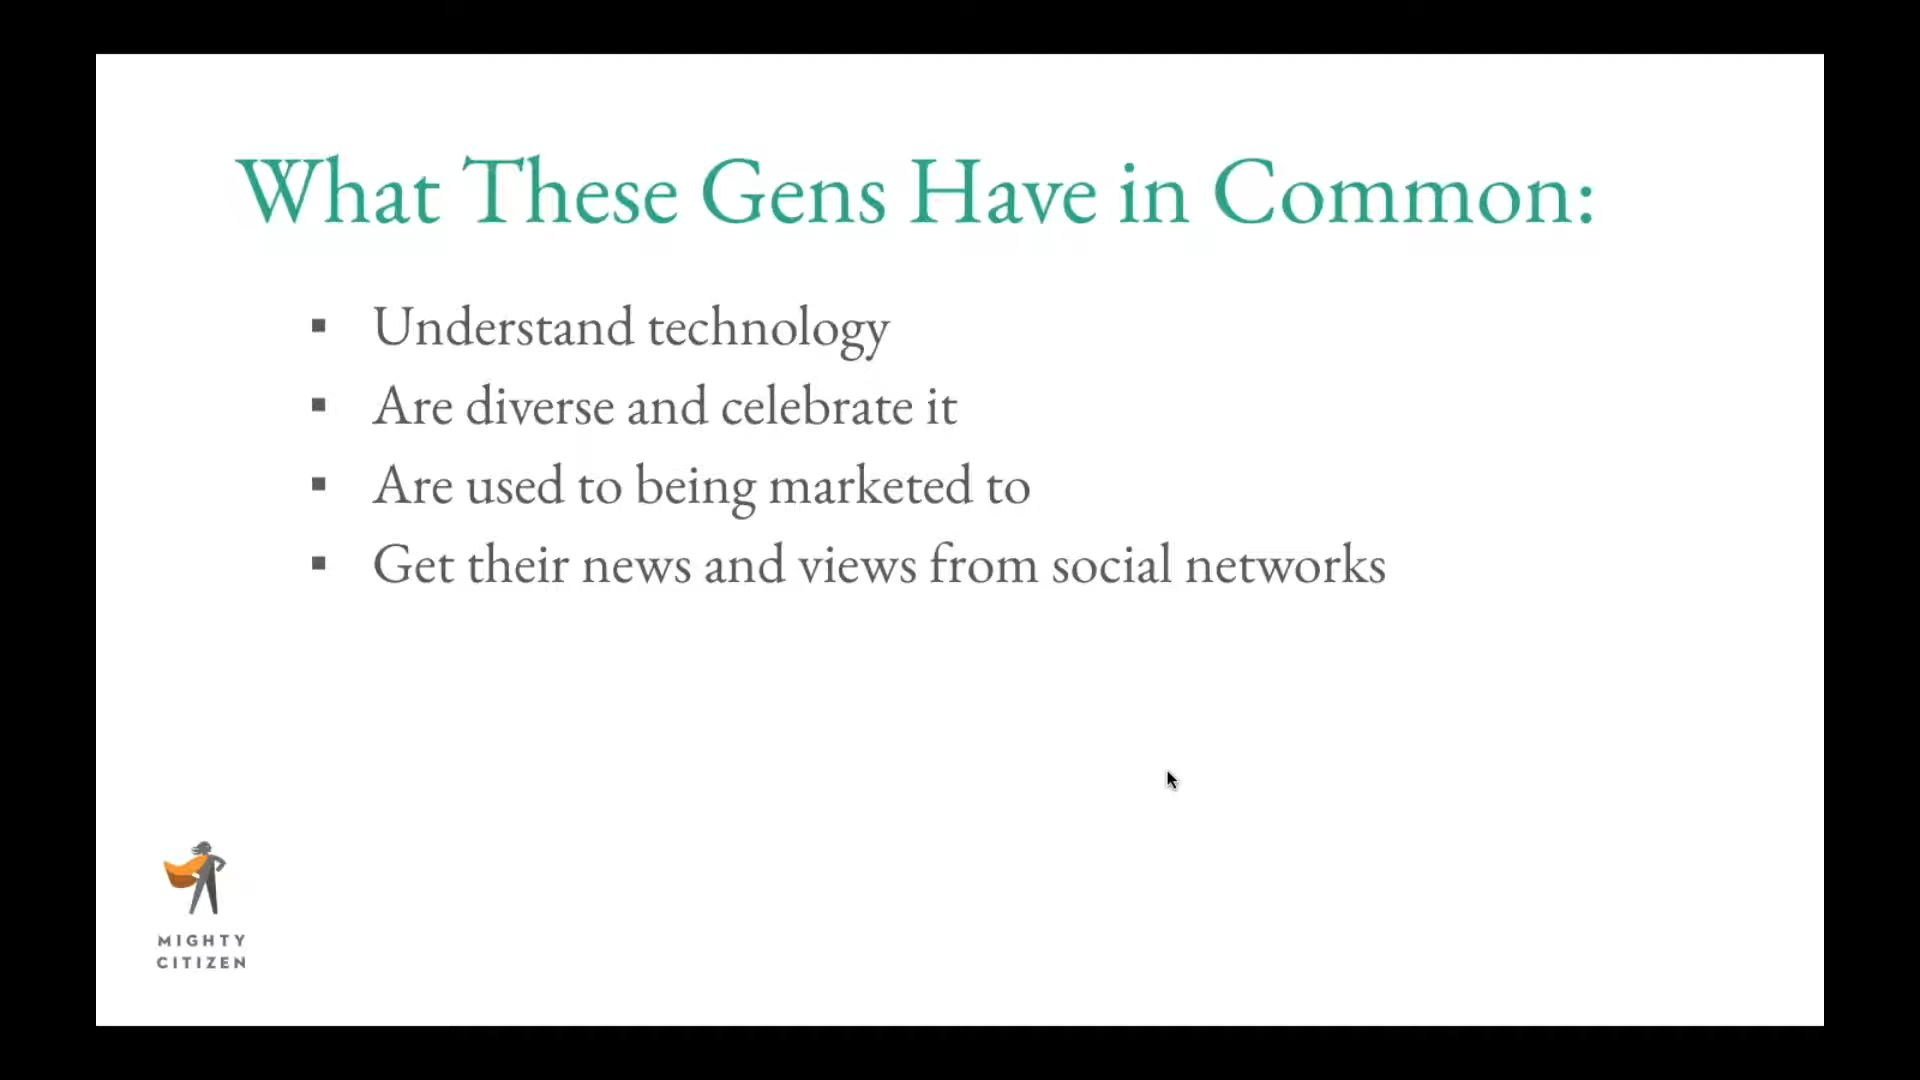 What These Gens Have in Common:
▪ Understand technology
▪ Are diverse and celebrate it
▪ Are used to being marketed to
▪ Get their news and views from social networks
MIGHTY
CITIZEN